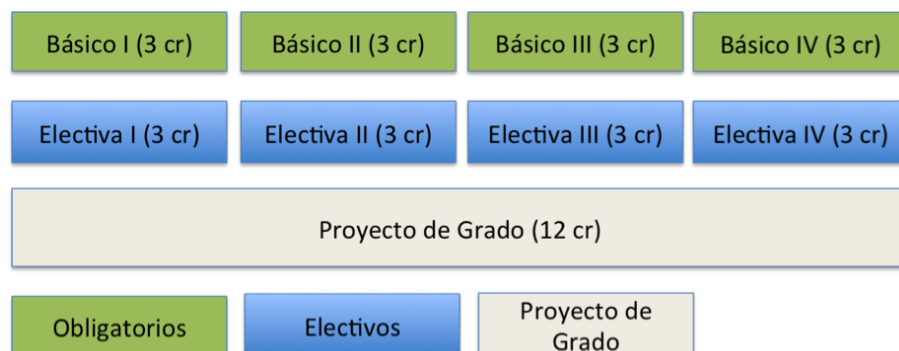 Básico I (3 cr) Básico II (3 cr) Básico III (3 cr) Básico IV (3 cr)
Electiva I (3 cr) Electiva II (3 cr) Electiva III (3 cr) Electiva IV (3 cr)
Proyecto de Grado (12 cr)
Obligatorios Electivos Proyecto de
Grado